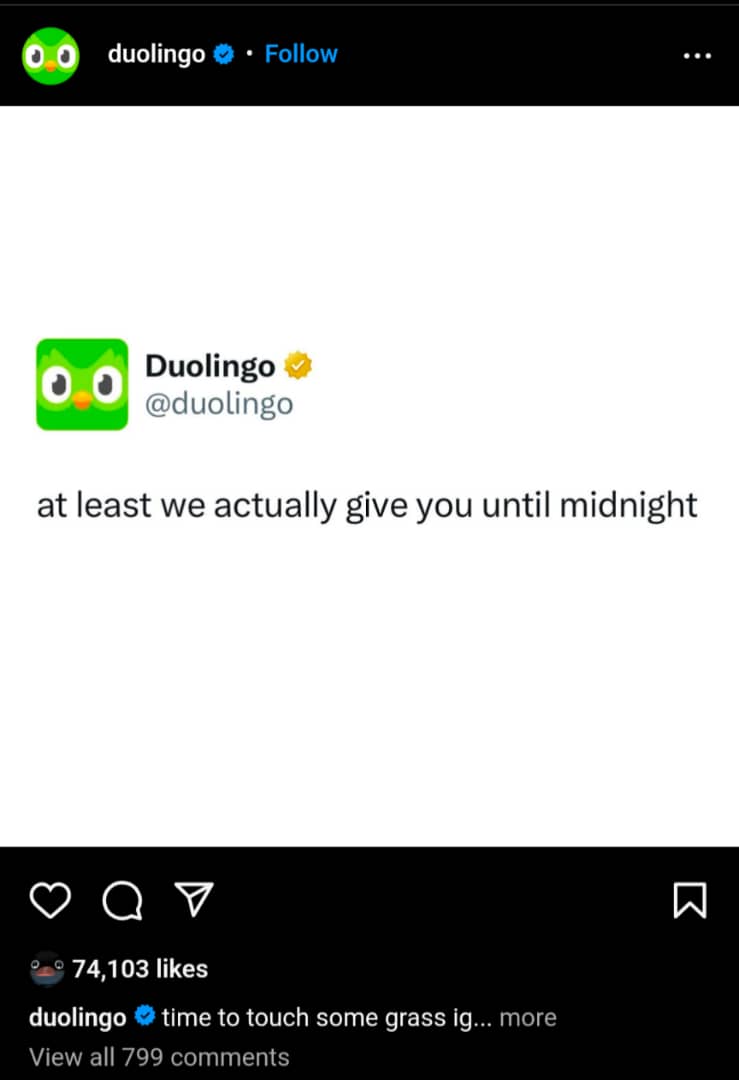 duolingo • Follow
Duolingo
@duolingo
at least we actually give you until midnight
74,103 likes
duolingo time to touch some grass ig... more
View all 799 comments